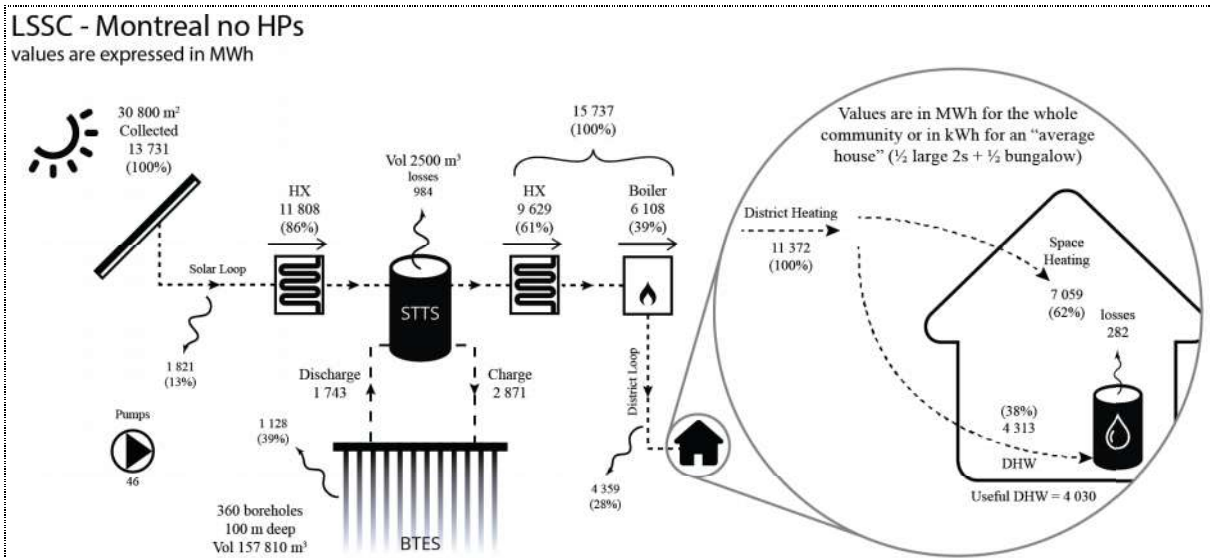 LSSC - Montreal no HPs
values are expressed in MWh
30 800 m²
Collected
13 731
(100%)
Solar Loop
1 821
(13%)
HX
11 808
(86%)
Vol 2500 m³
losses
984
STTS
15 737
(100%)
HX
9 629
(61%)
Boiler
6 108
(39%)
Discharge
1 743
Charge
2 871
Pumps
46
1 128
(39%)
360 boreholes
100 m deep
Vol 157 810 m³
BTES
District Loop
4 359
(28%)
Values are in MWh for the whole
community or in kWh for an “average
house” (½ large 2s + ½ bungalow)
District Heating
11 372
(100%)
Space
Heating
7 059
(62%)
losses
282
(38%)
4 313
DHW
Useful DHW = 4 030